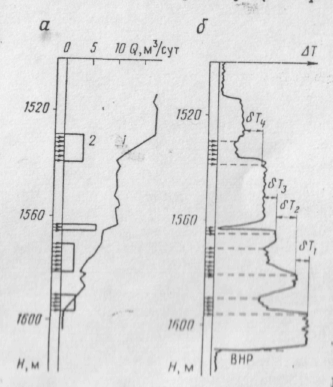 а
б
0 5 10 Q, м³/сут
ΔT
1520
1520
δT₄
2 1
δT₃
1560
1560
δT₂
δT₁
1600
1600
ВНР
H, м
H, м